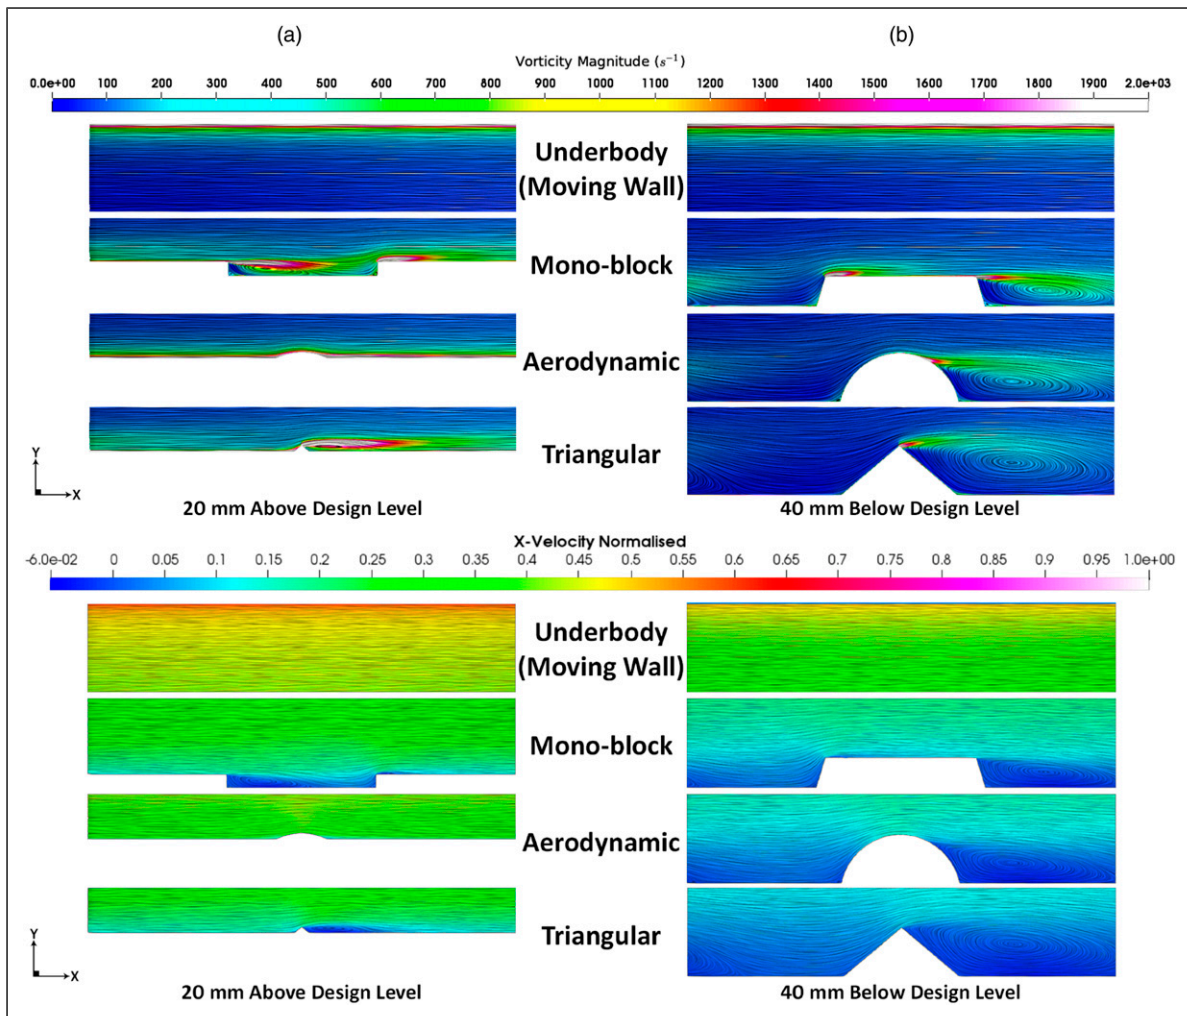 (a)
(b)
Vorticity Magnitude (s⁻¹)
0.0e+00 100 200 300 400 500 600 700 800 900 1000 1100 1200 1300 1400 1500 1600 1700 1800 1900 2.0e+03
Underbody
(Moving Wall)
Mono-block
Aerodynamic
Triangular
Y
X
20 mm Above Design Level
40 mm Below Design Level
X-Velocity Normalised
-6.0e-02 0 0.05 0.1 0.15 0.2 0.25 0.3 0.35 0.4 0.45 0.5 0.55 0.6 0.65 0.7 0.75 0.8 0.85 0.9 0.95 1.0e+00
Underbody
(Moving Wall)
Mono-block
Aerodynamic
Triangular
Y
X
20 mm Above Design Level
40 mm Below Design Level